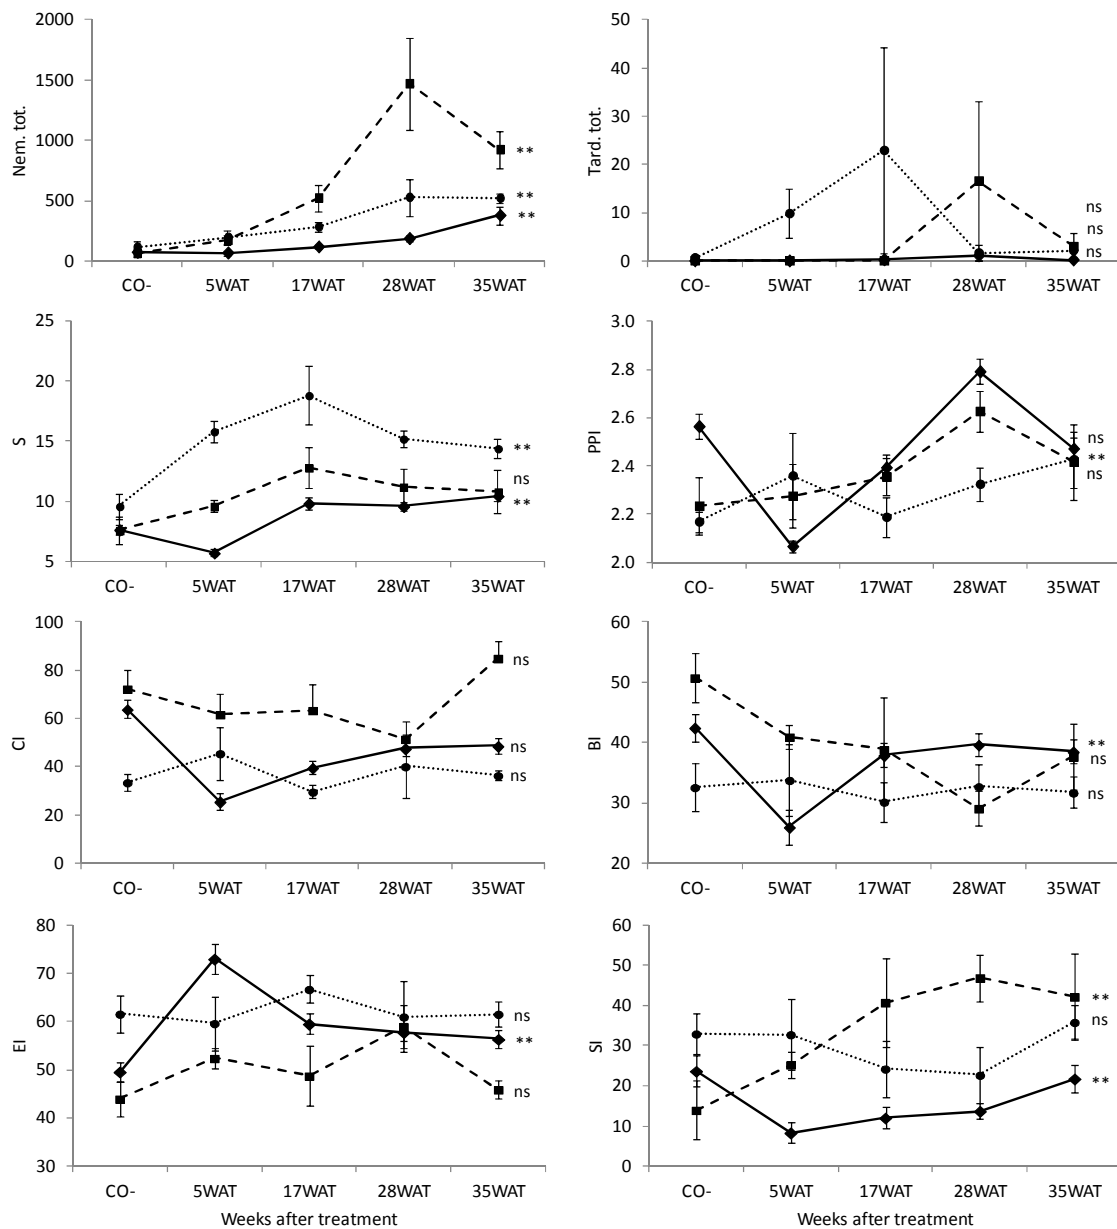 2000
1500
1000
500
0
Nem. tot.
**
**
**
CO- 5WAT 17WAT 28WAT 35WAT
50
40
30
20
10
0
Tard. tot.
ns
ns
ns
CO- 5WAT 17WAT 28WAT 35WAT
25
20
15
10
5
S
**
ns
**
CO- 5WAT 17WAT 28WAT 35WAT
3.0
2.8
2.6
2.4
2.2
2.0
PPI
ns
**
ns
CO- 5WAT 17WAT 28WAT 35WAT
100
80
60
40
20
0
CI
ns
ns
ns
CO- 5WAT 17WAT 28WAT 35WAT
60
50
40
30
20
BI
**
ns
ns
CO- 5WAT 17WAT 28WAT 35WAT
80
70
60
50
40
30
EI
ns
**
ns
CO- 5WAT 17WAT 28WAT 35WAT
Weeks after treatment
60
50
40
30
20
10
0
SI
**
ns
**
CO- 5WAT 17WAT 28WAT 35WAT
Weeks after treatment